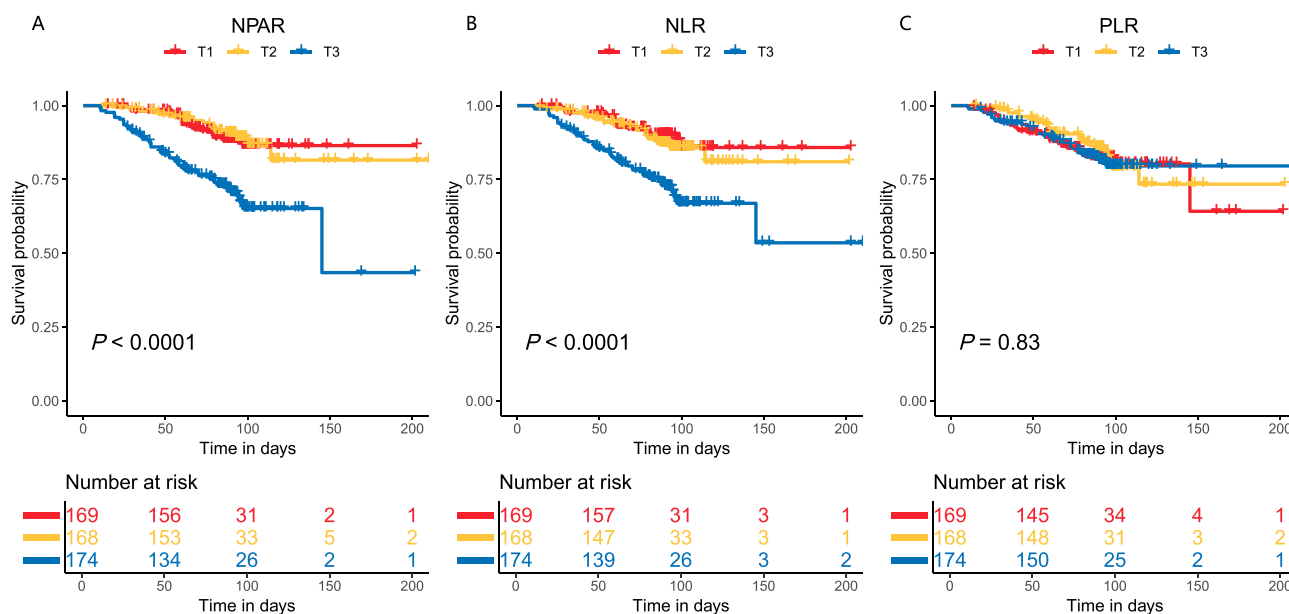 A
NPAR
T1 T2 T3
Survival probability
1.00
0.75
0.50
0.25
0.00
P < 0.0001
0 50 100 150 200
Time in days
Number at risk
169 156 31 2 1
168 153 33 5 2
174 134 26 2 1
0 50 100 150 200
Time in days
B
NLR
T1 T2 T3
Survival probability
1.00
0.75
0.50
0.25
0.00
P < 0.0001
0 50 100 150 200
Time in days
Number at risk
169 157 31 3 1
168 147 33 3 1
174 139 26 3 2
0 50 100 150 200
Time in days
C
PLR
T1 T2 T3
Survival probability
1.00
0.75
0.50
0.25
0.00
P = 0.83
0 50 100 150 200
Time in days
Number at risk
169 145 34 4 1
168 148 31 3 2
174 150 25 2 1
0 50 100 150 200
Time in days